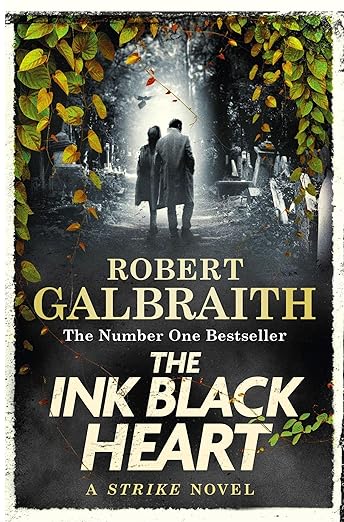 ROBERT
GALBRAITH
The Number One Bestseller
THE
INK BLACK
HEART
A STRIKE NOVEL